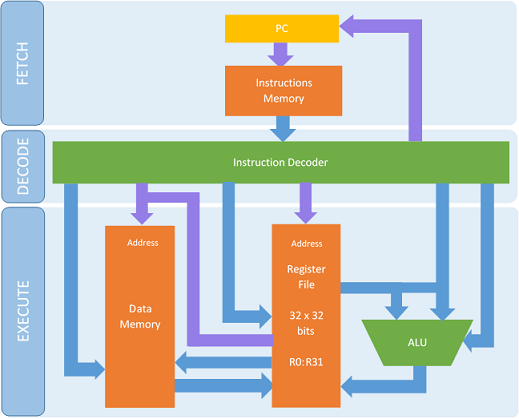 FETCH
PC
Instructions
Memory
DECODE
Instruction Decoder
EXECUTE
Address
Data
Memory
Address
Register
File
32 x 32
bits
R0:R31
ALU